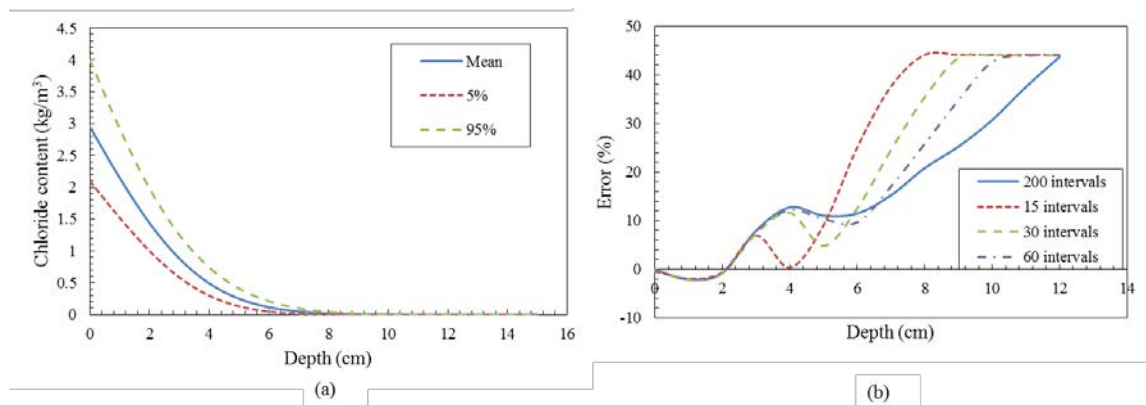 4.5
4
3.5
3
2.5
2
1.5
1
0.5
0
Chloride content (kg/m³)
Mean
5%
95%
0 2 4 6 8 10 12 14 16
Depth (cm)
(a)
50
40
30
20
10
0
-10
Error (%)
200 intervals
15 intervals
30 intervals
60 intervals
0 2 4 6 8 10 12 14
Depth (cm)
(b)